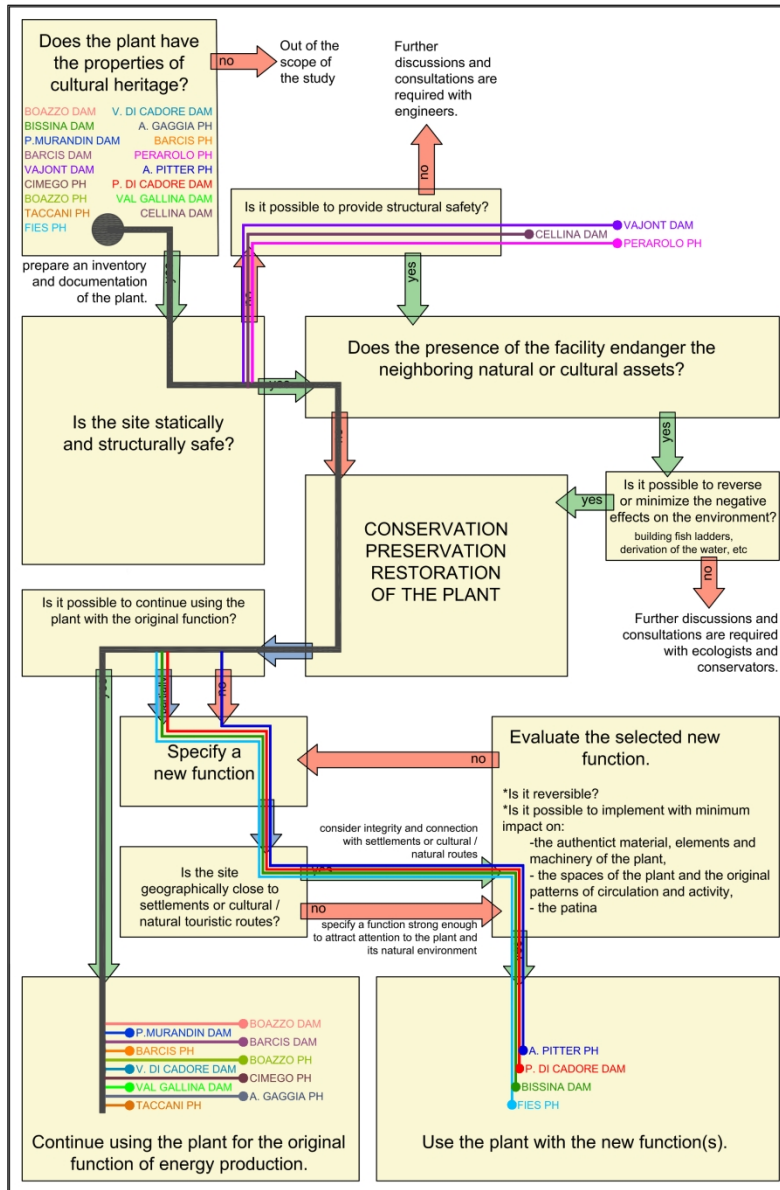 Does the plant have
the properties of
cultural heritage?
BOAZZO DAM
BISSINA DAM
P.MURANDIN DAM
BARCIS DAM
VAJONT DAM
CIMEGO PH
BOAZZO PH
TACCANI PH
FIES PH
V. DI CADORE DAM
A. GAGGIA PH
BARCIS PH
PERAROLO PH
A. PITTER PH
P. DI CADORE DAM
VAL GALLINA DAM
CELLINA DAM
no
Out of the
scope of
the study
Further
discussions and
consultations are
required with
engineers.
no
Is it possible to provide structural safety?
VAJONT DAM
CELLINA DAM
PERAROLO PH
prepare an inventory
and documentation
of the plant.
yes
no
yes
Is the site statically
and structurally safe?
yes
Does the presence of the facility endanger the
neighboring natural or cultural assets?
no
yes
Is it possible to reverse
or minimize the negative
effects on the environment?
building fish ladders,
derivation of the water, etc
yes
no
Further discussions and
consultations are required
with ecologists and
conservators.
CONSERVATION
PRESERVATION
RESTORATION
OF THE PLANT
Is it possible to continue using the
plant with the original function?
yes
partially
no
Specify a
new function
no
Evaluate the selected new
function.
*Is it reversible?
*Is it possible to implement with minimum
impact on:
-the authentict material, elements and
machinery of the plant,
- the spaces of the plant and the original
patterns of circulation and activity,
- the patina
consider integrity and connection
with settlements or cultural /
natural routes
yes
Is the site
geographically close to
settlements or cultural /
natural touristic routes?
no
specify a function strong enough
to attract attention to the plant and
its natural environment
yes
BOAZZO DAM
P.MURANDIN DAM
BARCIS DAM
BARCIS PH
BOAZZO PH
V. DI CADORE DAM
CIMEGO PH
VAL GALLINA DAM
A. GAGGIA PH
TACCANI PH
Continue using the plant for the original
function of energy production.
A. PITTER PH
P. DI CADORE DAM
BISSINA DAM
FIES PH
Use the plant with the new function(s).